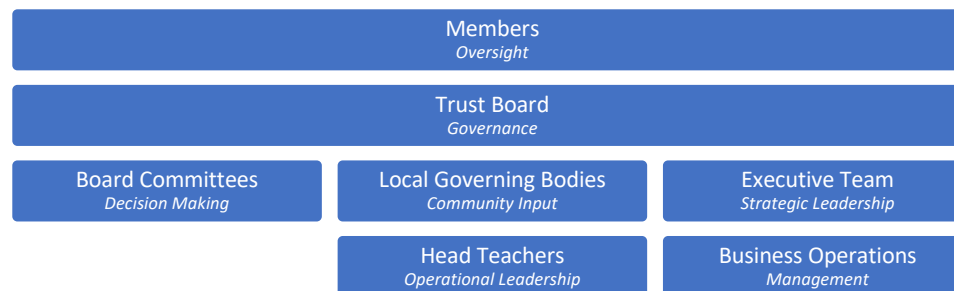 Members
Oversight
Trust Board
Governance
Board Committees
Decision Making
Local Governing Bodies
Community Input
Executive Team
Strategic Leadership
Head Teachers
Operational Leadership
Business Operations
Management